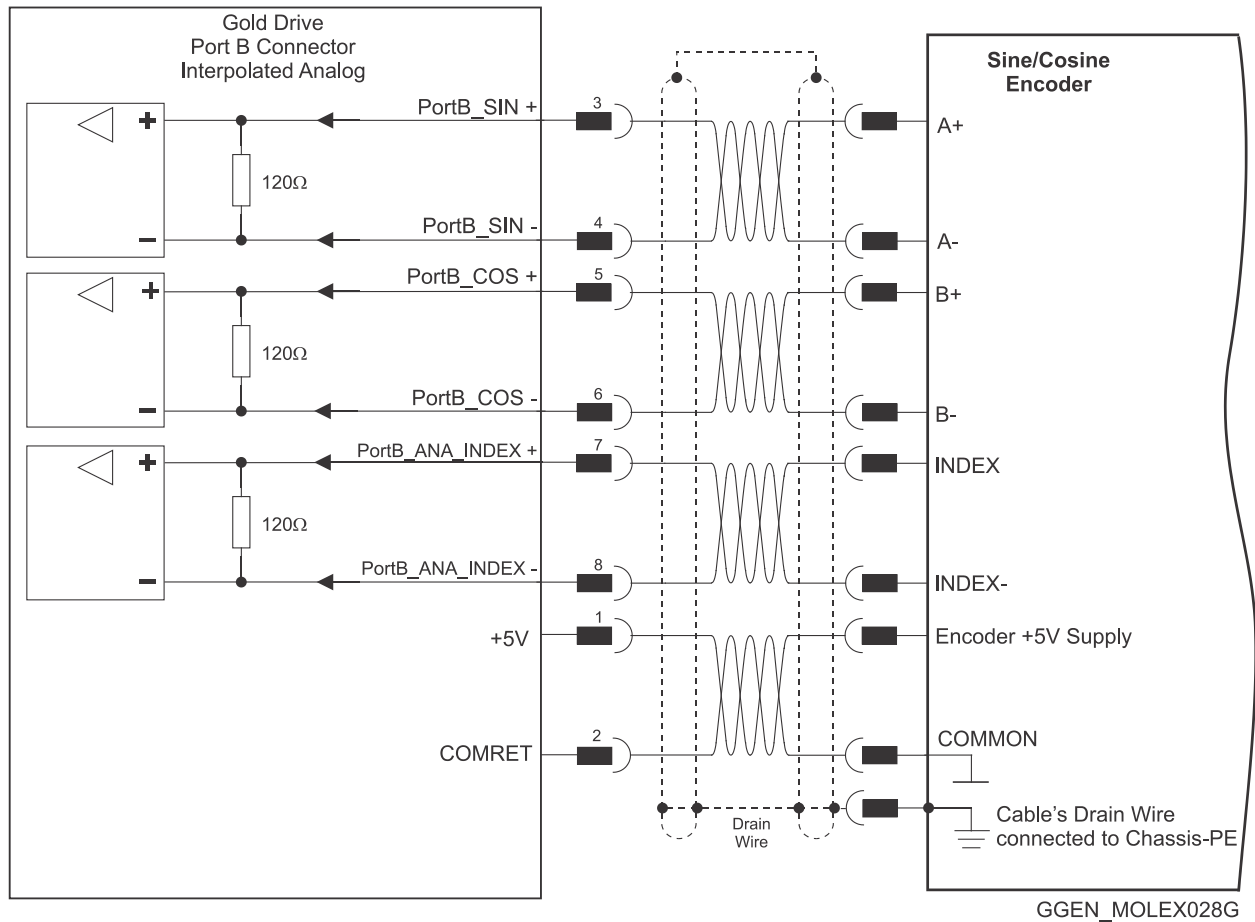 Gold Drive
Port B Connector
Interpolated Analog
Sine/Cosine
Encoder
+
PortB_SIN +
3
A+
120Ω
-
PortB_SIN -
4
A-
+
PortB_COS +
5
B+
120Ω
-
PortB_COS -
6
B-
+
PortB_ANA_INDEX +
7
INDEX
120Ω
-
PortB_ANA_INDEX -
8
INDEX-
+5V
1
Encoder +5V Supply
COMRET
2
COMMON
Drain
Wire
Cable's Drain Wire
connected to Chassis-PE
GGEN_MOLEX028G